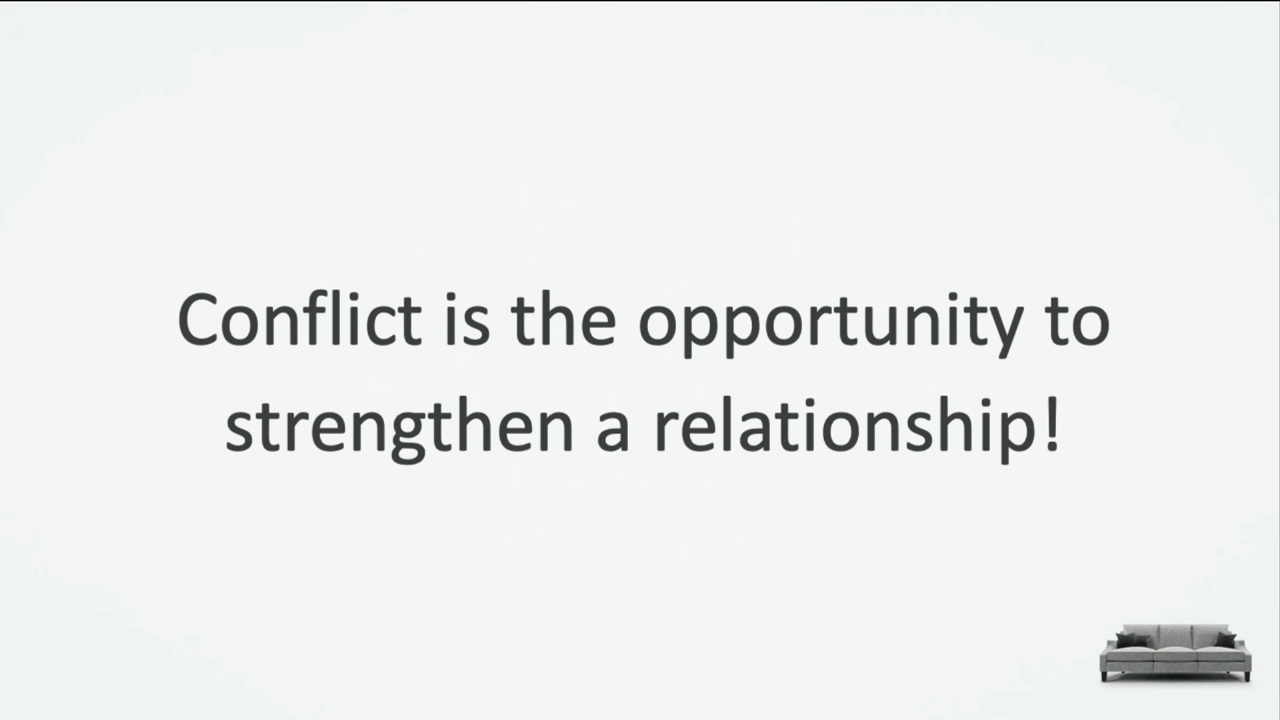 Conflict is the opportunity to
strengthen a relationship!